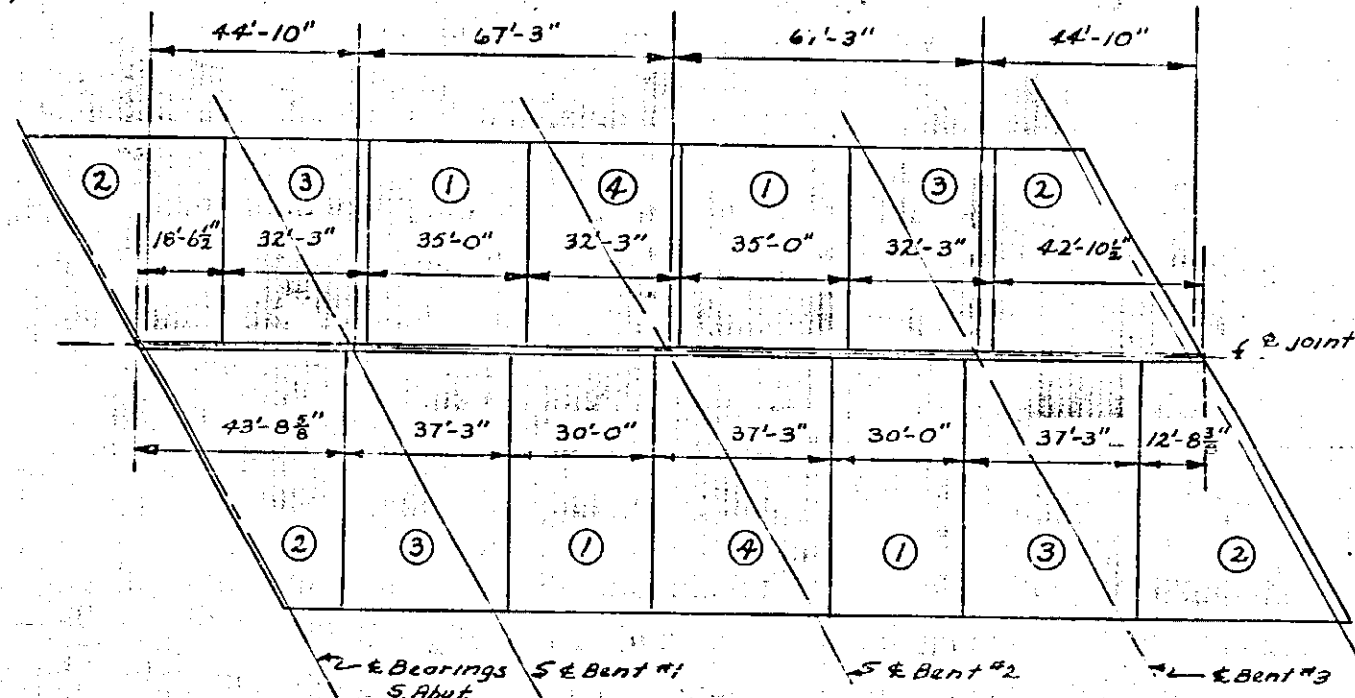 44'-10" 67'-3" 67'-3" 44'-10"
② ③ ① ④ ① ③ ②
18'-6½" 32'-3" 35'-0" 32'-3" 35'-0" 32'-3" 42'-10½"
℄ Joint
43'-8⅝" 37'-3" 30'-0" 37'-3" 30'-0" 37'-3" 12'-8⅜"
② ③ ① ④ ① ③ ②
℄ Bearings S ℄ Bent #1 S ℄ Bent #2 ℄ Bent #3
S. Abut.